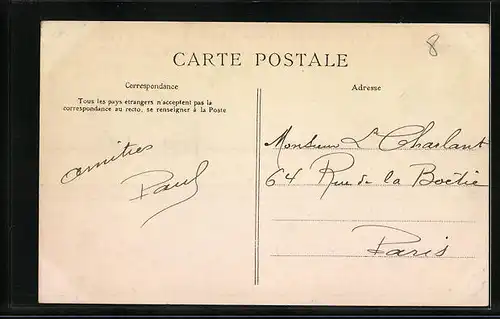 8
CARTE POSTALE
Correspondance
Tous les pays étrangers n'acceptent pas la
correspondance au recto, se renseigner à la Poste
amitiés
Paul
Adresse
Monsieur L Charlant
64 Rue de la Boëtie
Paris